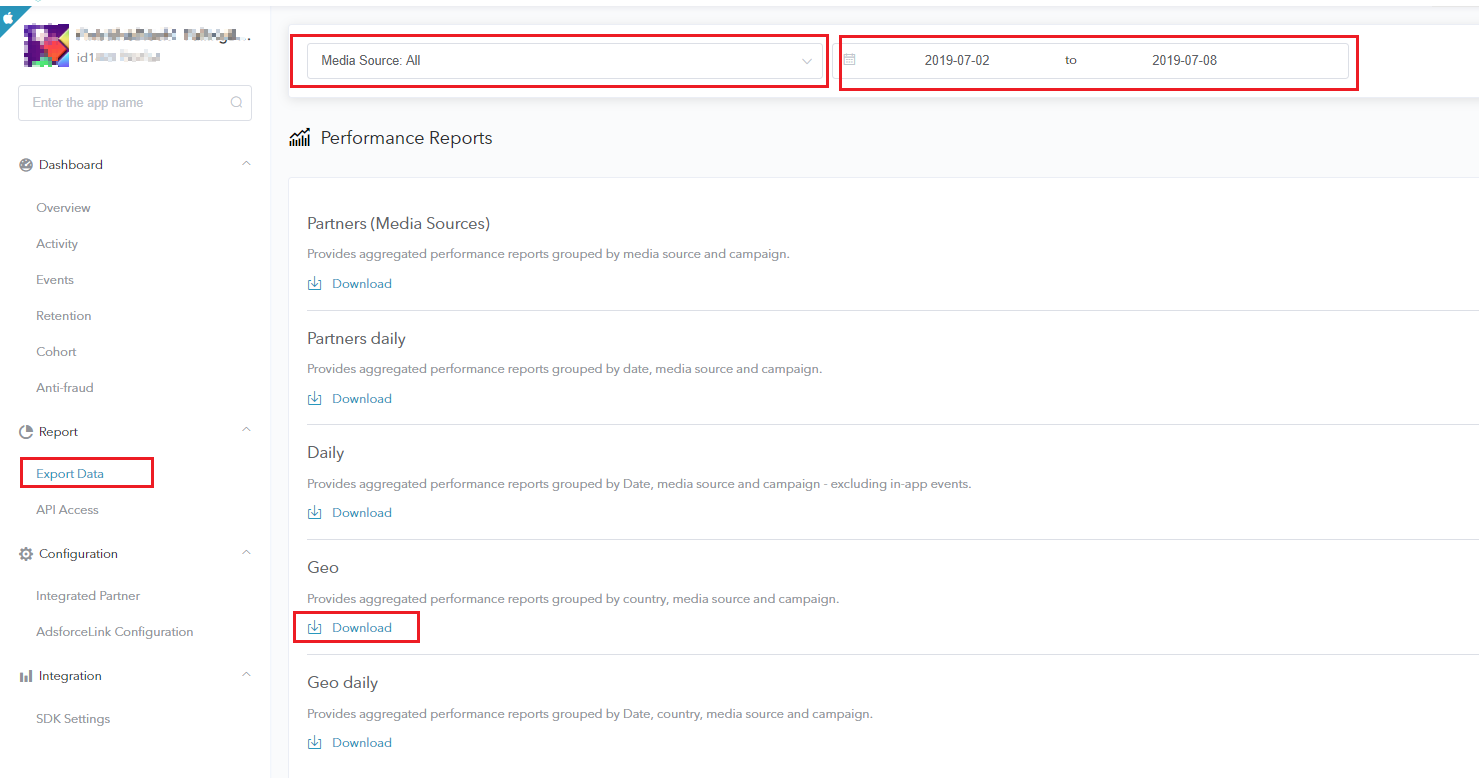 id1
Enter the app name
Dashboard
Overview
Activity
Events
Retention
Cohort
Anti-fraud
Report
Export Data
API Access
Configuration
Integrated Partner
AdsforceLink Configuration
Integration
SDK Settings
Media Source: All
2019-07-02 to 2019-07-08
Performance Reports
Partners (Media Sources)
Provides aggregated performance reports grouped by media source and campaign.
Download
Partners daily
Provides aggregated performance reports grouped by date, media source and campaign.
Download
Daily
Provides aggregated performance reports grouped by Date, media source and campaign - excluding in-app events.
Download
Geo
Provides aggregated performance reports grouped by country, media source and campaign.
Download
Geo daily
Provides aggregated performance reports grouped by Date, country, media source and campaign.
Download